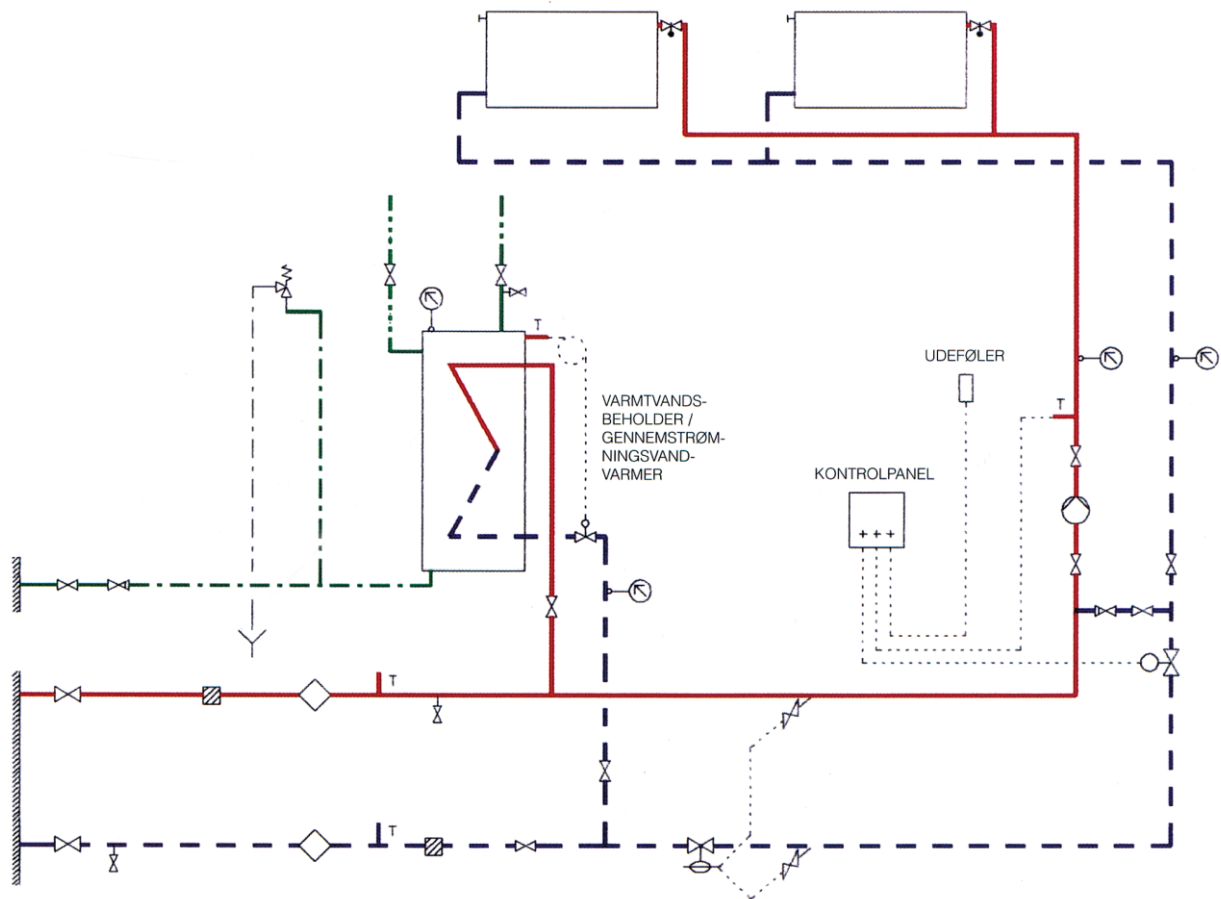 T
VARMTVANDS-
BEHOLDER /
GENNEMSTRØM-
NINGSVAND-
VARMER
UDEFØLER
T
KONTROLPANEL
T
T